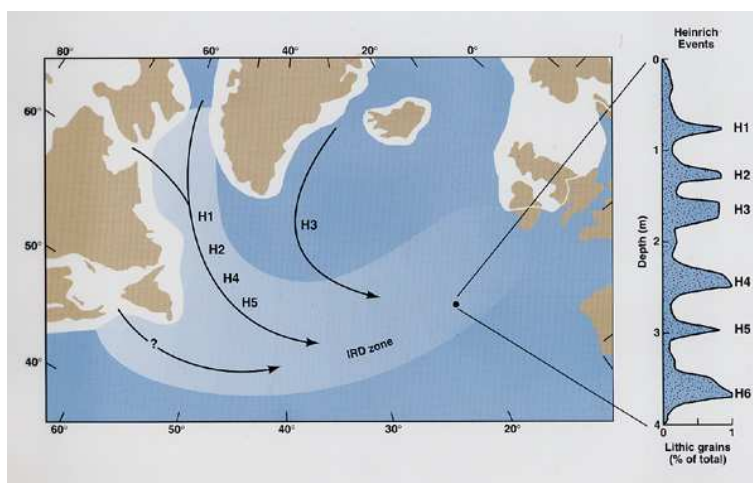 80°
60°
40°
20°
0°
60°
50°
40°
60°
50°
40°
30°
20°
H1
H2
H4
H5
H3
?
IRD zone
Heinrich
Events
0
1
2
3
4
Depth (m)
H1
H2
H3
H4
H5
H6
0
1
Lithic grains
(% of total)